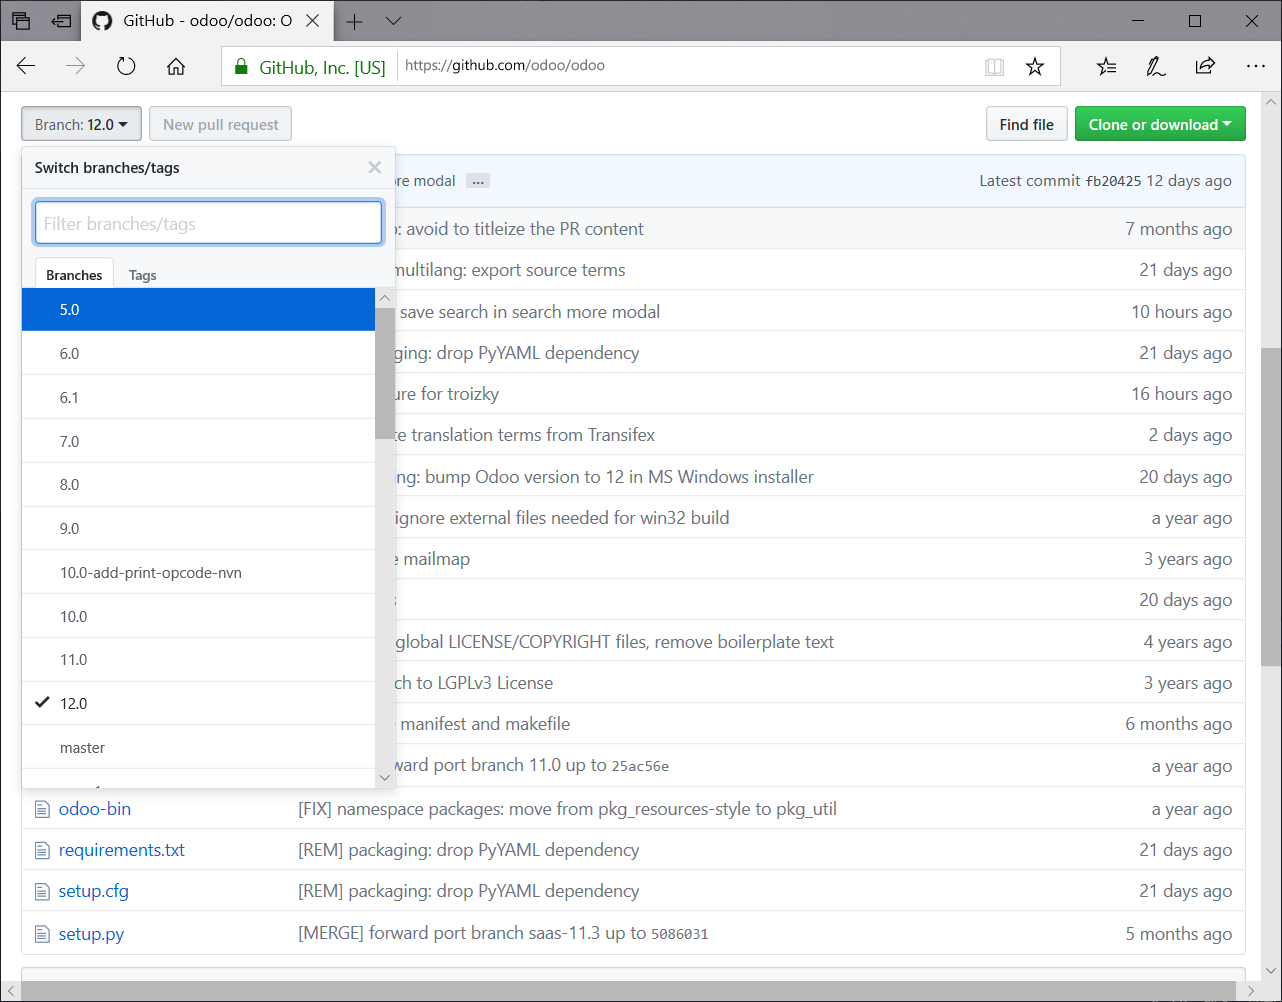 GitHub - odoo/odoo: O
GitHub, Inc. [US]
https://github.com/odoo/odoo
Branch: 12.0
New pull request
Find file
Clone or download
Switch branches/tags
Filter branches/tags
Branches
Tags
5.0
6.0
6.1
7.0
8.0
9.0
10.0-add-print-opcode-nvn
10.0
11.0
12.0
master
modal ...
Latest commit fb20425 12 days ago
: avoid to titleize the PR content 7 months ago
multilang: export source terms 21 days ago
save search in search more modal 10 hours ago
ging: drop PyYAML dependency 21 days ago
ure for troizky 16 hours ago
translation terms from Transifex 2 days ago
ng: bump Odoo version to 12 in MS Windows installer 20 days ago
ignore external files needed for win32 build a year ago
mailmap 3 years ago
20 days ago
global LICENSE/COPYRIGHT files, remove boilerplate text 4 years ago
ch to LGPLv3 License 3 years ago
manifest and makefile 6 months ago
ward port branch 11.0 up to 25ac56e a year ago
odoo-bin [FIX] namespace packages: move from pkg_resources-style to pkg_util a year ago
requirements.txt [REM] packaging: drop PyYAML dependency 21 days ago
setup.cfg [REM] packaging: drop PyYAML dependency 21 days ago
setup.py [MERGE] forward port branch saas-11.3 up to 5086031 5 months ago